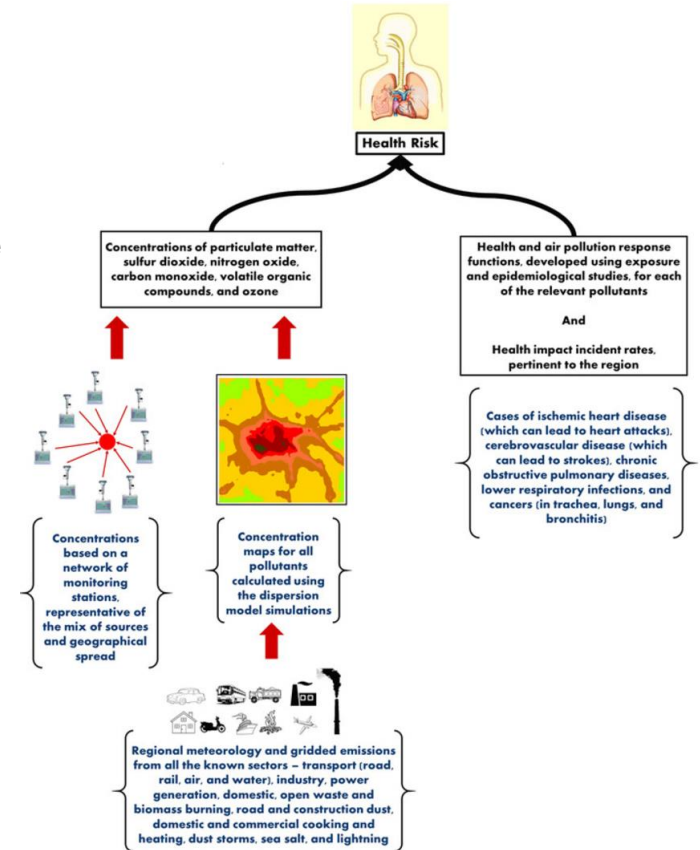 Health Risk
Concentrations of particulate matter,
sulfur dioxide, nitrogen oxide,
carbon monoxide, volatile organic
compounds, and ozone
Health and air pollution response
functions, developed using exposure
and epidemiological studies, for each
of the relevant pollutants
And
Health impact incident rates,
pertinent to the region
Cases of ischemic heart disease
(which can lead to heart attacks),
cerebrovascular disease (which
can lead to strokes), chronic
obstructive pulmonary diseases,
lower respiratory infections, and
cancers (in trachea, lungs, and
bronchitis)
Concentrations
based on a
network of
monitoring
stations,
representative of
the mix of sources
and geographical
spread
Concentration
maps for all
pollutants
calculated using
the dispersion
model simulations
Regional meteorology and gridded emissions
from all the known sectors – transport (road,
rail, air, and water), industry, power
generation, domestic, open waste and
biomass burning, road and construction dust,
domestic and commercial cooking and
heating, dust storms, sea salt, and lightning